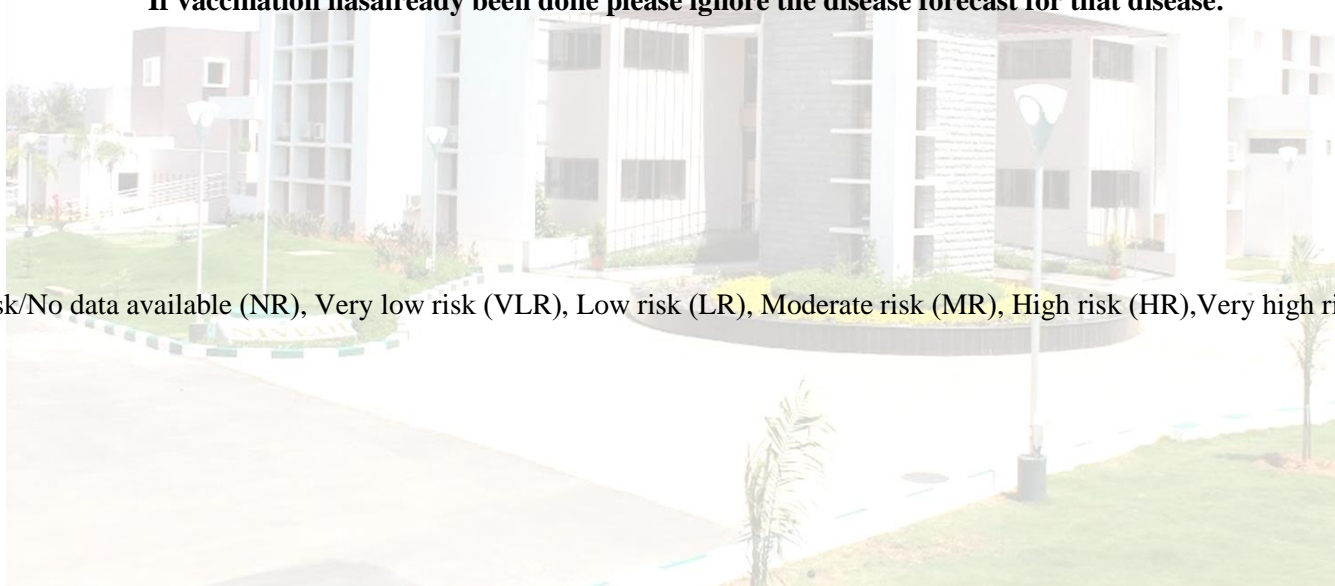 If vaccination hasalready been done please ignore the disease forecast for that disease.
sk/No data available (NR), Very low risk (VLR), Low risk (LR), Moderate risk (MR), High risk (HR),Very high ri